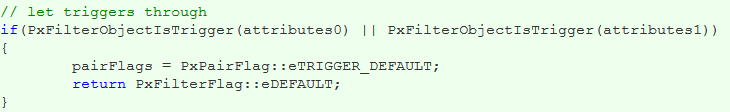 // let triggers through
if(PxFilterObjectIsTrigger(attributes0) || PxFilterObjectIsTrigger(attributes1))
{
        pairFlags = PxPairFlag::eTRIGGER_DEFAULT;
        return PxFilterFlag::eDEFAULT;
}